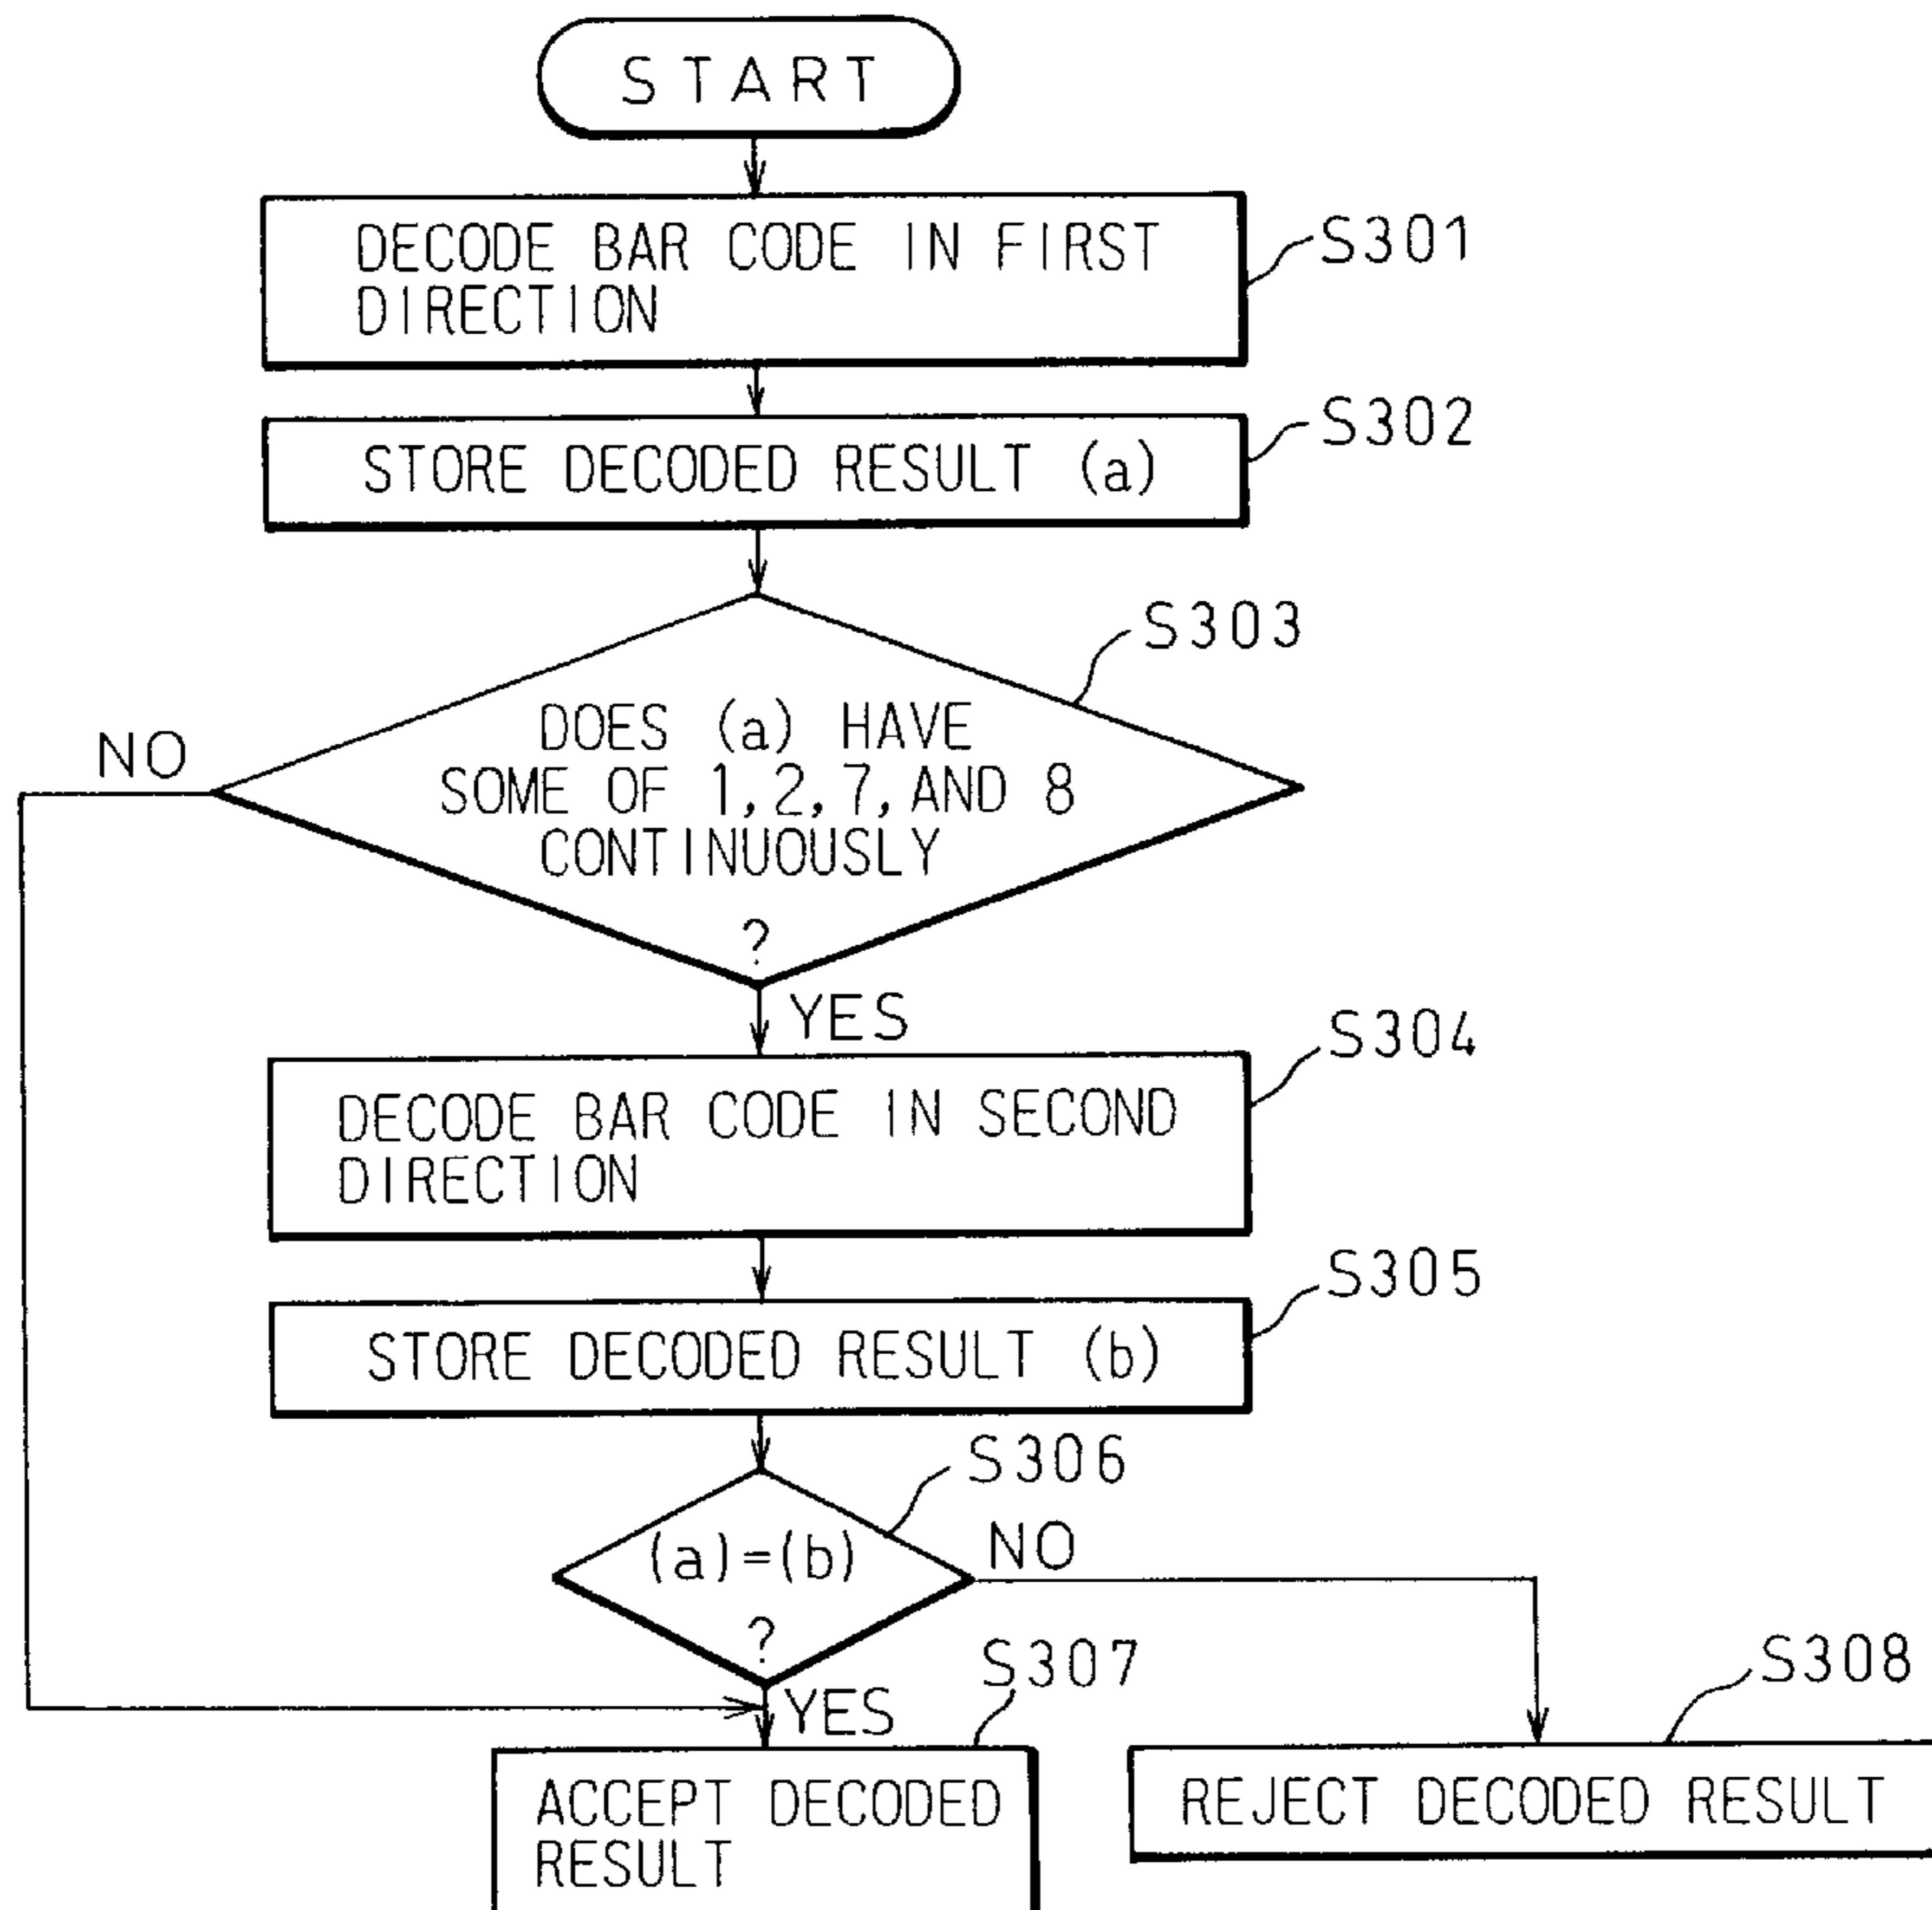 START
DECODE BAR CODE IN FIRST
DIRECTION
S301
STORE DECODED RESULT (a)
S302
S303
DOES (a) HAVE
SOME OF 1,2,7,AND 8
CONTINUOUSLY
?
NO
YES
S304
DECODE BAR CODE IN SECOND
DIRECTION
S305
STORE DECODED RESULT (b)
S306
(a)=(b)
?
NO
YES
S307
ACCEPT DECODED
RESULT
S308
REJECT DECODED RESULT